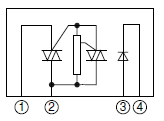 ① ② ③ ④